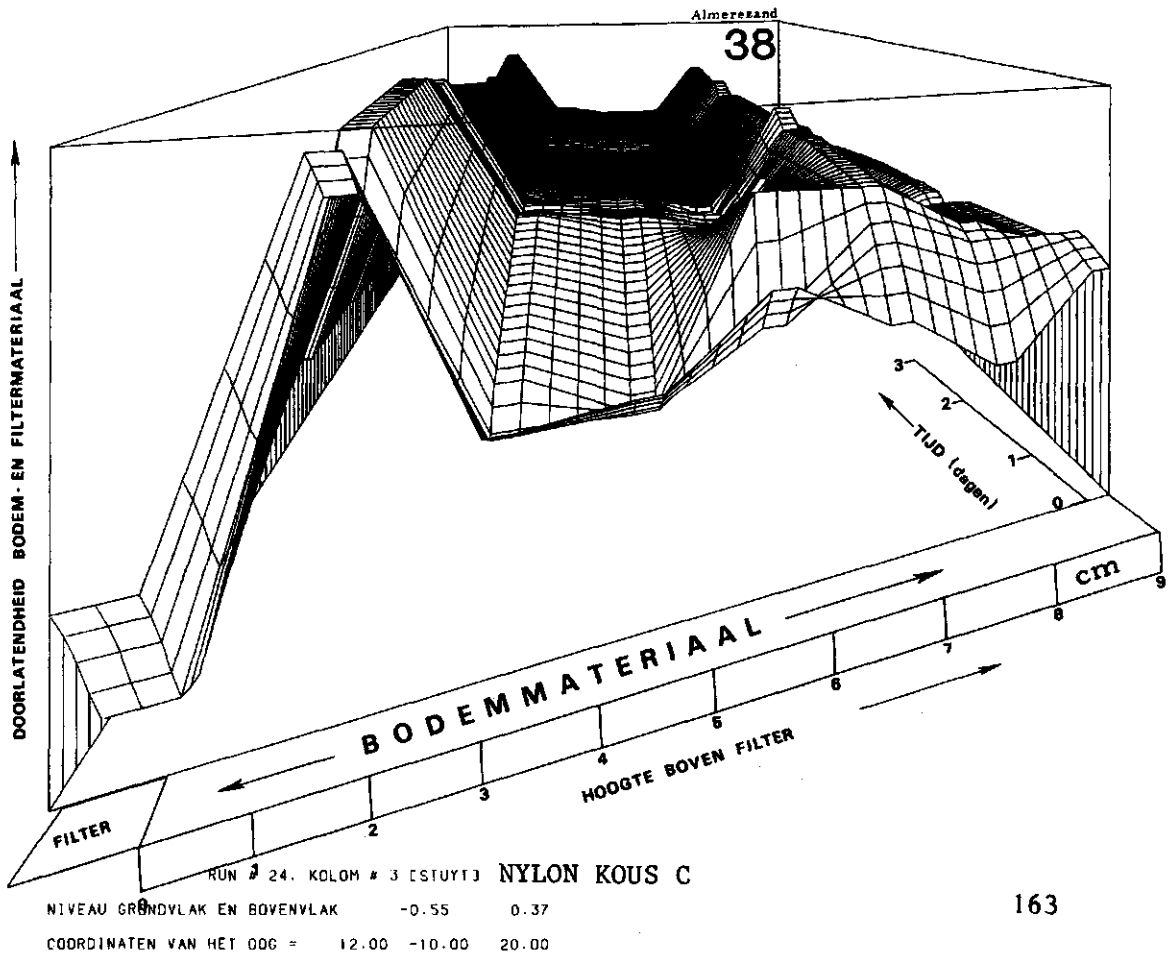 Almerezand
38
DOORLATENDHEID BODEM- EN FILTERMATERIAAL
3
2
1
0
TIJD (dagen)
cm
BODEMMATERIAAL
FILTER
0
1
2
3
4
5
6
7
8
9
HOOGTE BOVEN FILTER
RUN # 24. KOLOM # 3 [STUYT] NYLON KOUS C
NIVEAU GRONDVLAK EN BOVENVLAK -0.55 0.37
COORDINATEN VAN HET OOG = 12.00 -10.00 20.00
163